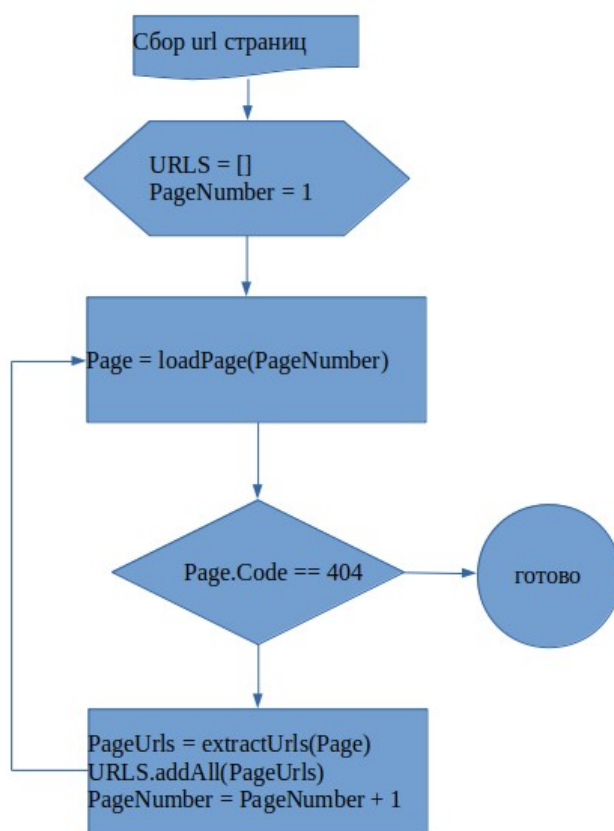 Сбор url страниц
URLS = []
PageNumber = 1
Page = loadPage(PageNumber)
Page.Code == 404
готово
PageUrls = extractUrls(Page)
URLS.addAll(PageUrls)
PageNumber = PageNumber + 1